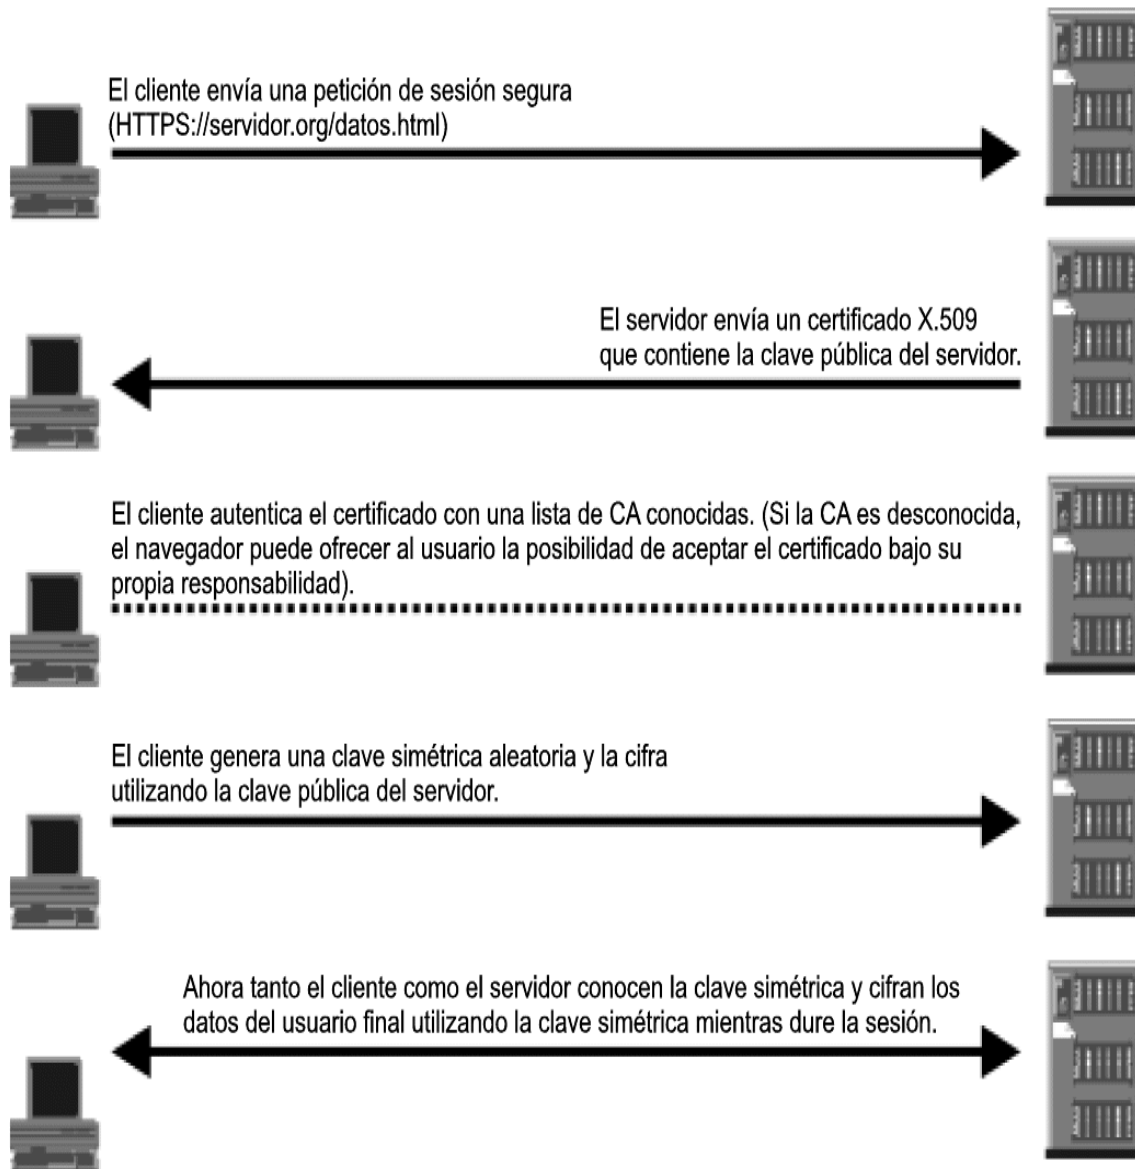 El cliente envía una petición de sesión segura
(HTTPS://servidor.org/datos.html)
El servidor envía un certificado X.509
que contiene la clave pública del servidor.
El cliente autentica el certificado con una lista de CA conocidas. (Si la CA es desconocida,
el navegador puede ofrecer al usuario la posibilidad de aceptar el certificado bajo su
propia responsabilidad).
El cliente genera una clave simétrica aleatoria y la cifra
utilizando la clave pública del servidor.
Ahora tanto el cliente como el servidor conocen la clave simétrica y cifran los
datos del usuario final utilizando la clave simétrica mientras dure la sesión.